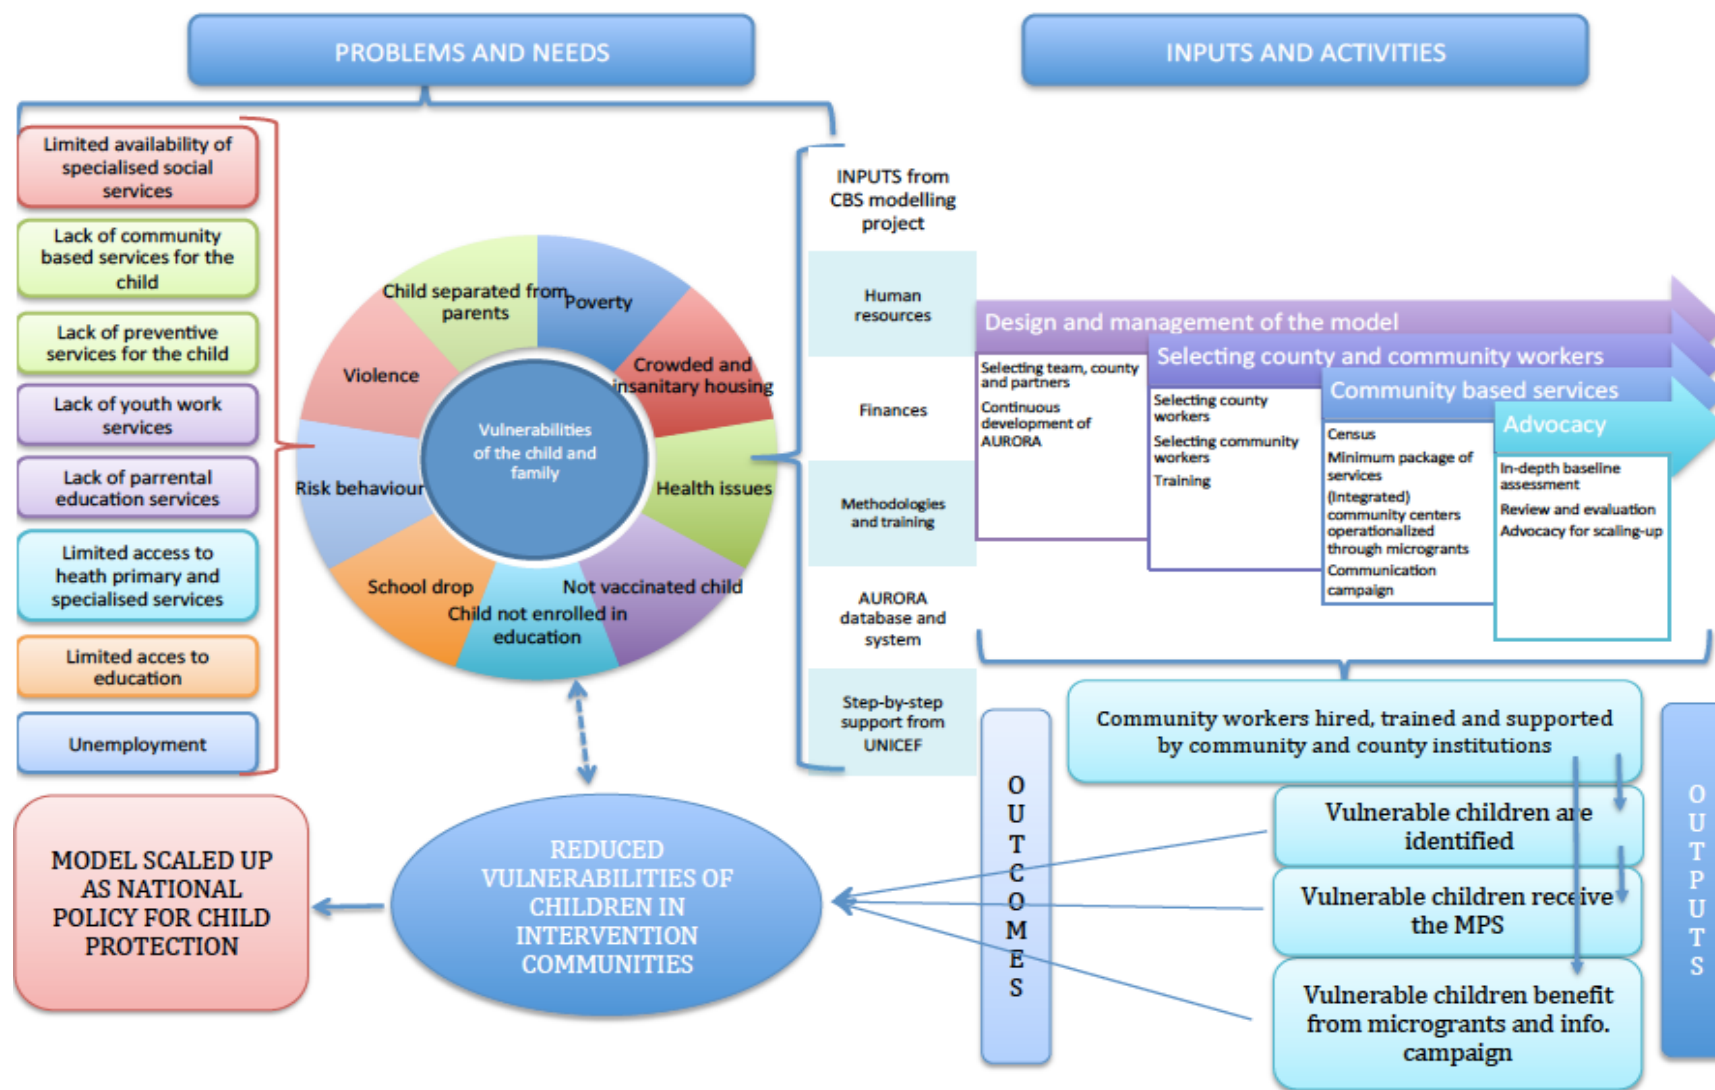 PROBLEMS AND NEEDS
INPUTS AND ACTIVITIES
Limited availability of
specialised social
services
Lack of community
based services for the
child
Lack of preventive
services for the child
Lack of youth work
services
Lack of parrental
education services
Limited access to
heath primary and
specialised services
Limited acces to
education
Unemployment
Child separated from
parents
Poverty
Crowded and
insanitary housing
Health issues
Not vaccinated child
Child not enrolled in
education
School drop
Risk behaviour
Violence
Vulnerabilities
of the child and
family
INPUTS from
CBS modelling
project
Human
resources
Finances
Methodologies
and training
AURORA
database and
system
Step-by-step
support from
UNICEF
Design and management of the model
Selecting team, county
and partners
Continuous
development of
AURORA
Selecting county and community workers
Selecting county
workers
Selecting community
workers
Training
Community based services
Census
Minimum package of
services
(Integrated)
community centers
operationalized
through microgrants
Communication
campaign
Advocacy
In-depth baseline
assessment
Review and evaluation
Advocacy for scaling-up
Community workers hired, trained and supported
by community and county institutions
Vulnerable children are
identified
Vulnerable children receive
the MPS
Vulnerable children benefit
from microgrants and info.
campaign
OUTPUTS
OUTCOMES
REDUCED
VULNERABILITIES OF
CHILDREN IN
INTERVENTION
COMMUNITIES
MODEL SCALED UP
AS NATIONAL
POLICY FOR CHILD
PROTECTION